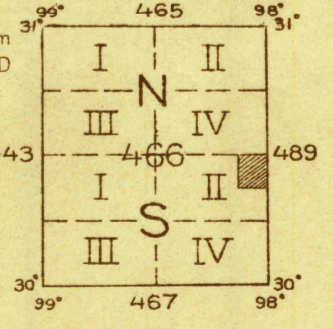 99° 465 98°
31° 31°
m
D
I II
N
III IV
43 466 489
I II
S
III IV
30° 30°
99° 467 98°